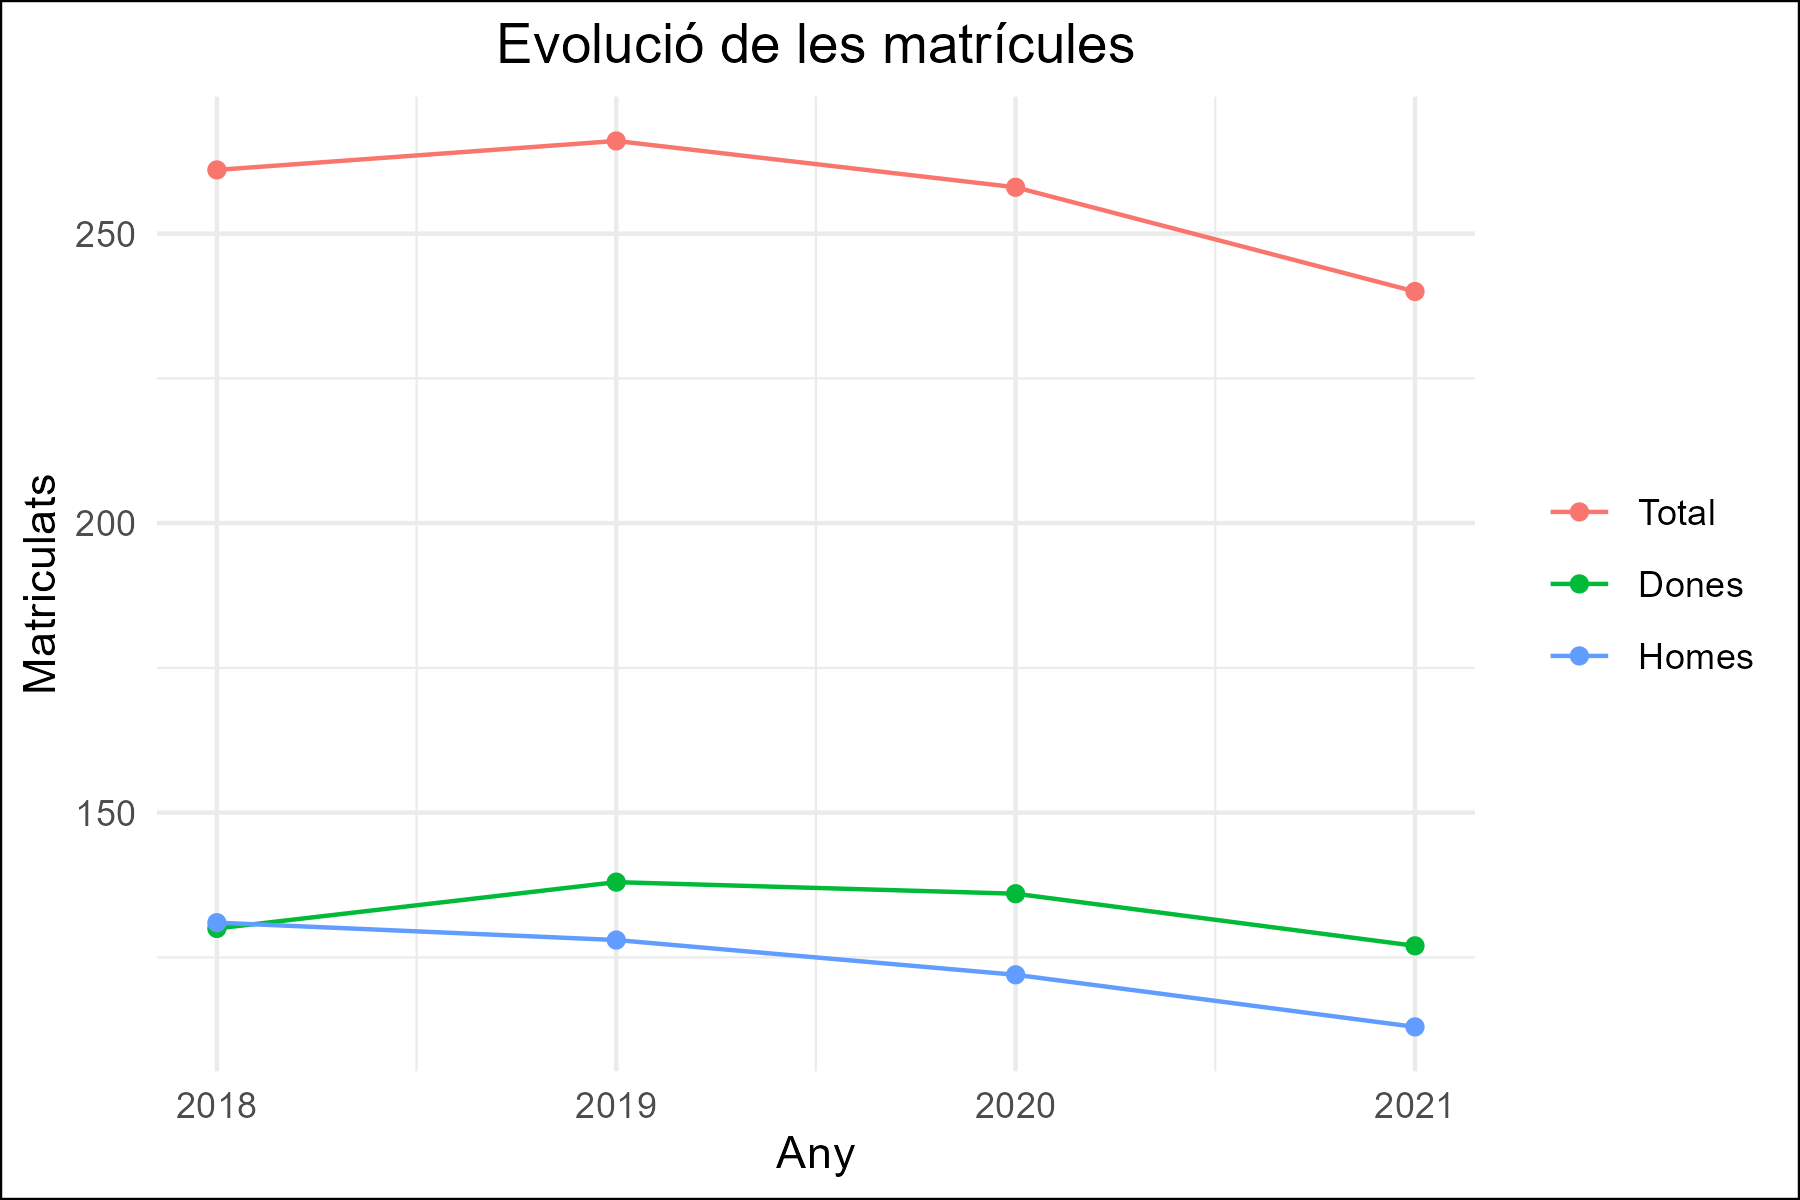 Evolució de les matrícules
250
200
150
Matriculats
2018 2019 2020 2021
Any
Total
Dones
Homes